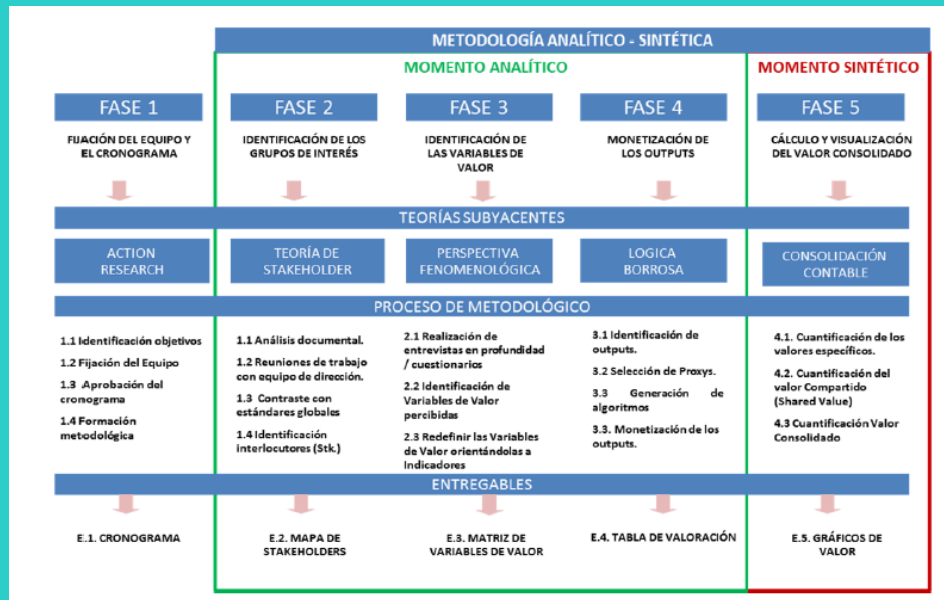 METODOLOGÍA ANALÍTICO - SINTÉTICA
MOMENTO ANALÍTICO
MOMENTO SINTÉTICO
FASE 1
FIJACIÓN DEL EQUIPO Y
EL CRONOGRAMA
FASE 2
IDENTIFICACIÓN DE LOS
GRUPOS DE INTERÉS
FASE 3
IDENTIFICACIÓN DE
LAS VARIABLES DE
VALOR
FASE 4
MONETIZACIÓN DE
LOS OUTPUTS
FASE 5
CÁLCULO Y VISUALIZACIÓN
DEL VALOR CONSOLIDADO
TEORÍAS SUBYACENTES
ACTION
RESEARCH
TEORÍA DE
STAKEHOLDER
PERSPECTIVA
FENOMENOLÓGICA
LOGICA
BORROSA
CONSOLIDACIÓN
CONTABLE
PROCESO DE METODOLÓGICO
1.1 Identificación objetivos
1.2 Fijación del Equipo
1.3 Aprobación del
cronograma
1.4 Formación
metodológica
1.1 Análisis documental.
1.2 Reuniones de trabajo
con equipo de dirección.
1.3 Contraste con
estándares globales
1.4 Identificación
interlocutores (Stk.)
2.1 Realización de
entrevistas en profundidad
/ cuestionarios
2.2 Identificación de
Variables de Valor
percibidas
2.3 Redefinir las Variables
de Valor orientándolas a
Indicadores
3.1 Identificación de
outputs.
3.2 Selección de Proxys.
3.3 Generación de
algoritmos
3.3. Monetización de los
outputs.
4.1. Cuantificación de los
valores específicos.
4.2. Cuantificación del
valor Compartido
(Shared Value)
4.3 Cuantificación Valor
Consolidado
ENTREGABLES
E.1. CRONOGRAMA
E.2. MAPA DE
STAKEHOLDERS
E.3. MATRIZ DE
VARIABLES DE VALOR
E.4. TABLA DE VALORACIÓN
E.5. GRÁFICOS DE
VALOR